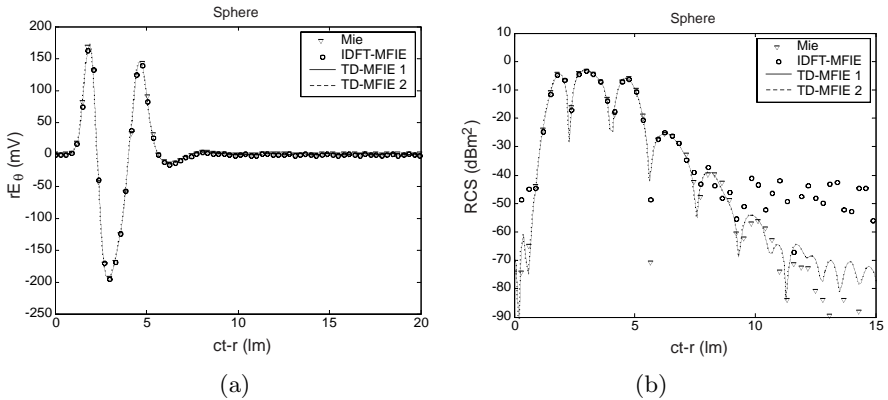 Sphere
200
150
100
50
0
-50
-100
-150
-200
-250
0 5 10 15 20
rEθ (mV)
ct-r (lm)
Mie
IDFT-MFIE
TD-MFIE 1
TD-MFIE 2
(a)
Sphere
10
0
-10
-20
-30
-40
-50
-60
-70
-80
-90
0 5 10 15
RCS (dBm²)
ct-r (lm)
Mie
IDFT-MFIE
TD-MFIE 1
TD-MFIE 2
(b)